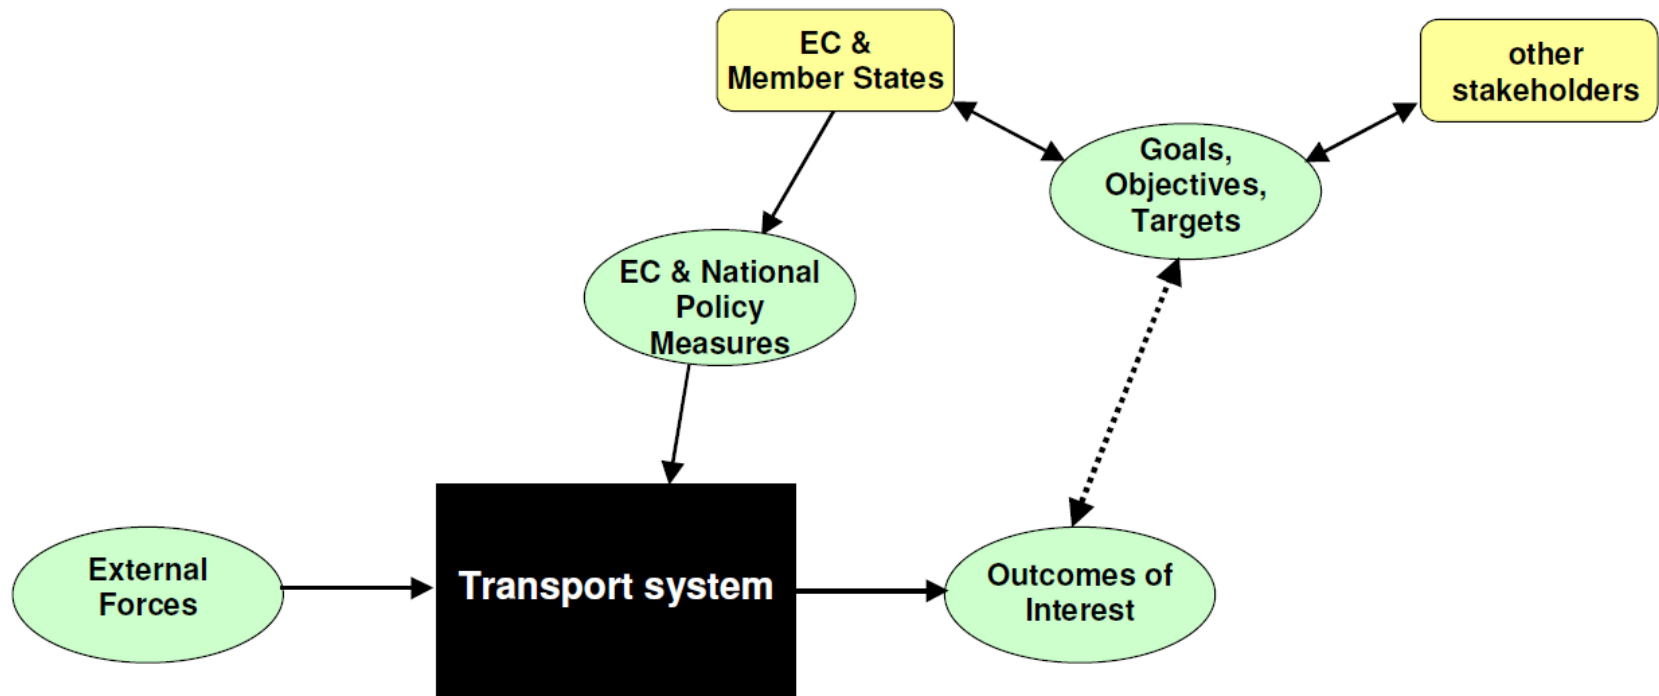 EC &
Member States
other
stakeholders
Goals,
Objectives,
Targets
EC & National
Policy
Measures
External
Forces
Transport system
Outcomes of
Interest